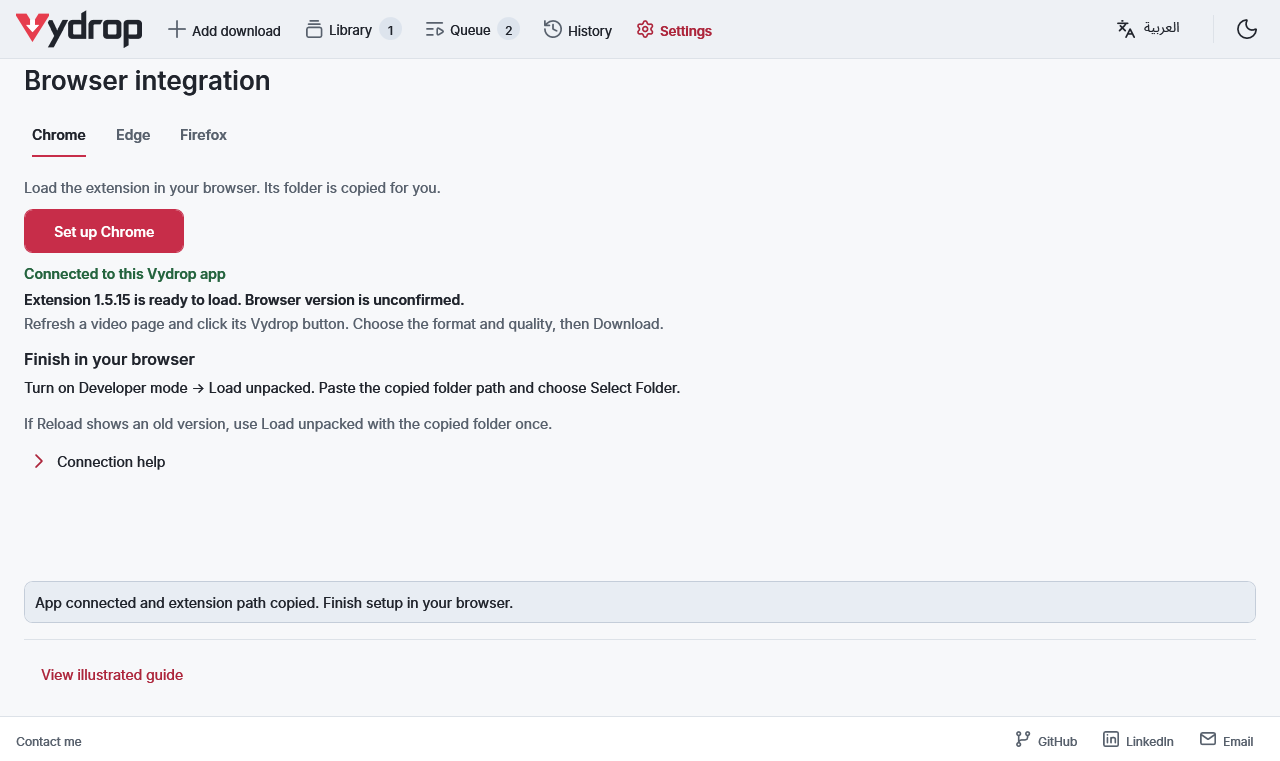 Vydrop
Add download
Library 1
Queue 2
History
Settings
العربية
Browser integration
Chrome
Edge
Firefox
Load the extension in your browser. Its folder is copied for you.
Set up Chrome
Connected to this Vydrop app
Extension 1.5.15 is ready to load. Browser version is unconfirmed.
Refresh a video page and click its Vydrop button. Choose the format and quality, then Download.
Finish in your browser
Turn on Developer mode → Load unpacked. Paste the copied folder path and choose Select Folder.
If Reload shows an old version, use Load unpacked with the copied folder once.
Connection help
App connected and extension path copied. Finish setup in your browser.
View illustrated guide
Contact me
GitHub
LinkedIn
Email